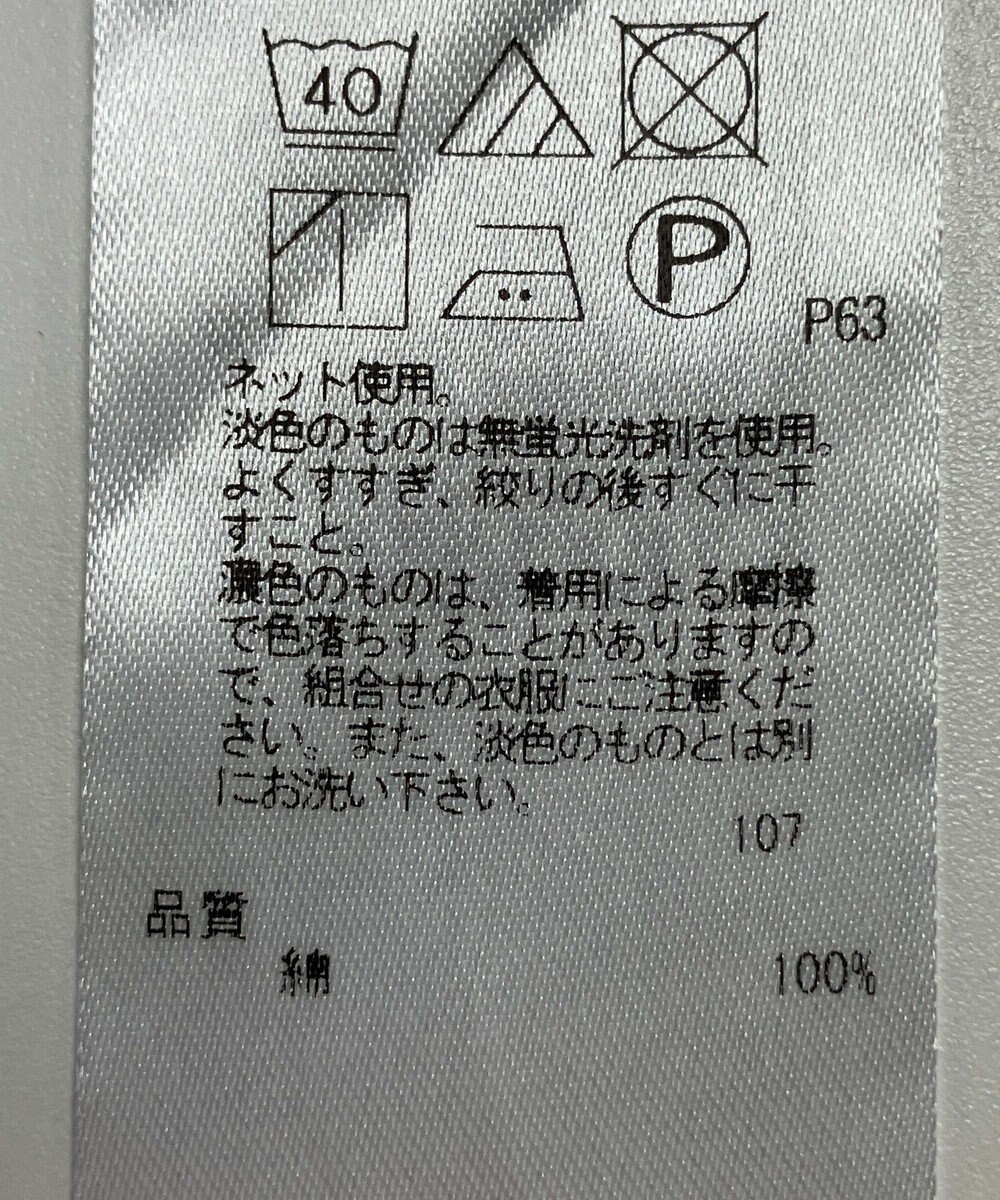 40
P
P63
ネット使用。
淡色のものは無蛍光洗剤を使用。
よくすすぎ、絞りの後すぐに干
すこと。
濃色のものは、着用による摩擦
で色落ちすることがありますの
で、組合せの衣服にご注意くだ
さい。また、淡色のものとは別
にお洗い下さい。
107
品質
綿 100%